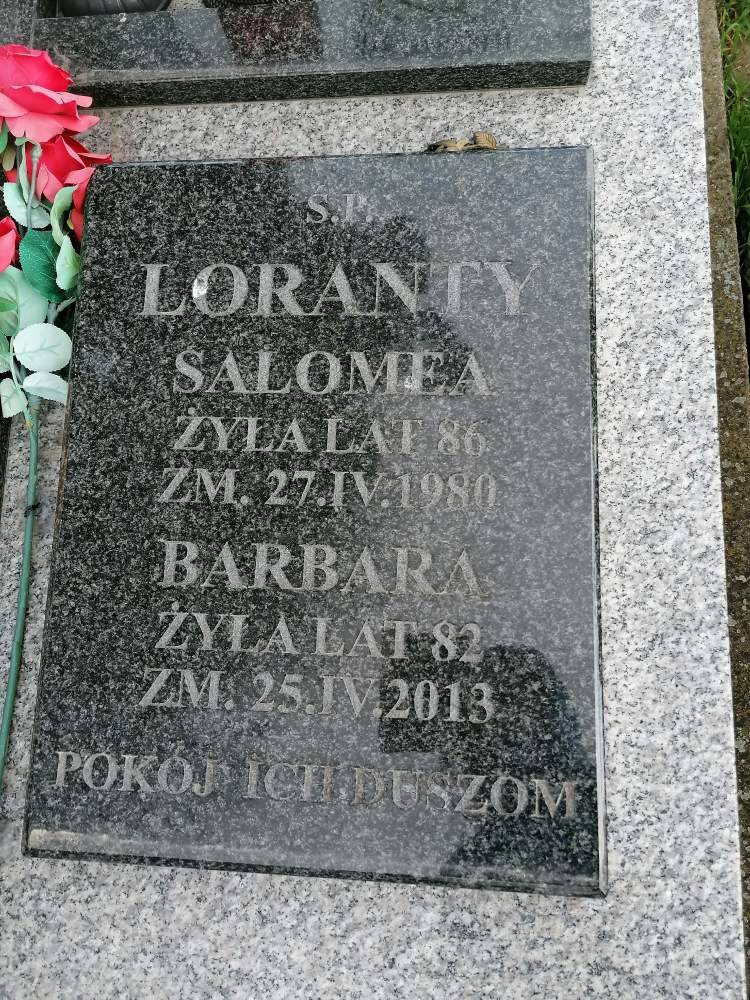 S.P.
LORANTY
SALOMEA
ŻYŁA LAT 86
ZM. 27.IV.1980
BARBARA
ŻYŁA LAT 82
ZM. 25.IV.2013
POKÓJ ICH DUSZOM